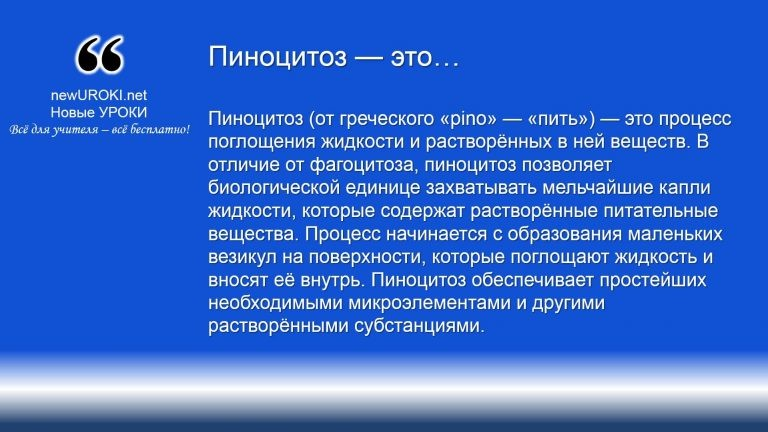 “
newUROKI.net
Новые УРОКИ
Всё для учителя – всё бесплатно!
Пиноцитоз — это…
Пиноцитоз (от греческого «pino» — «пить») — это процесс
поглощения жидкости и растворённых в ней веществ. В
отличие от фагоцитоза, пиноцитоз позволяет
биологической единице захватывать мельчайшие капли
жидкости, которые содержат растворённые питательные
вещества. Процесс начинается с образования маленьких
везикул на поверхности, которые поглощают жидкость и
вносят её внутрь. Пиноцитоз обеспечивает простейших
необходимыми микроэлементами и другими
растворёнными субстанциями.